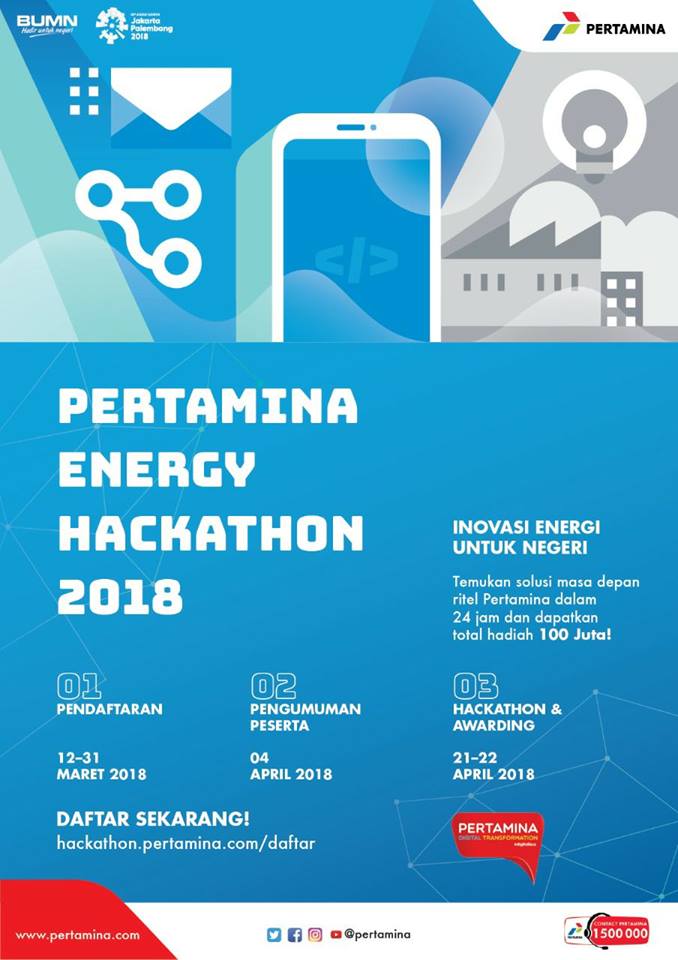 BUMN
Hadir untuk negeri
Jakarta
Palembang
2018
PERTAMINA
</>
PERTAMINA
ENERGY
HACKATHON
2018
INOVASI ENERGI
UNTUK NEGERI
Temukan solusi masa depan
ritel Pertamina dalam
24 jam dan dapatkan
total hadiah 100 Juta!
01
PENDAFTARAN
12–31
MARET 2018
02
PENGUMUMAN
PESERTA
04
APRIL 2018
03
HACKATHON &
AWARDING
21–22
APRIL 2018
DAFTAR SEKARANG!
hackathon.pertamina.com/daftar
PERTAMINA
DIGITAL TRANSFORMATION
www.pertamina.com
@pertamina
CONTACT PERTAMINA
1 500 000